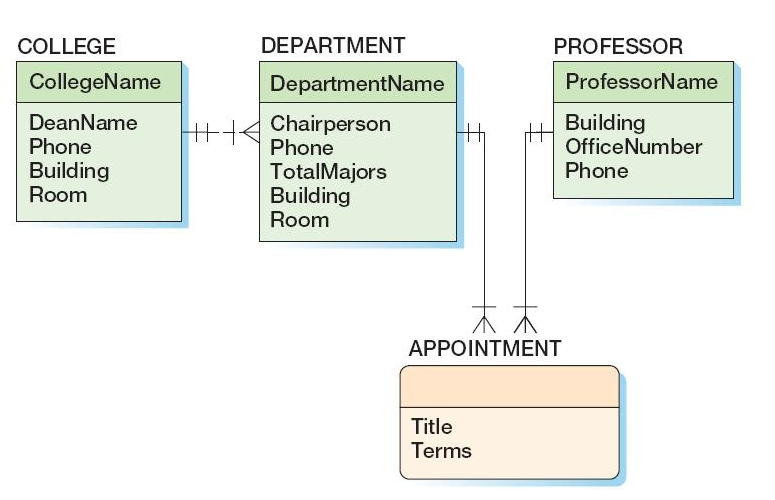 COLLEGE
CollegeName
DeanName
Phone
Building
Room
DEPARTMENT
DepartmentName
Chairperson
Phone
TotalMajors
Building
Room
PROFESSOR
ProfessorName
Building
OfficeNumber
Phone
APPOINTMENT
Title
Terms